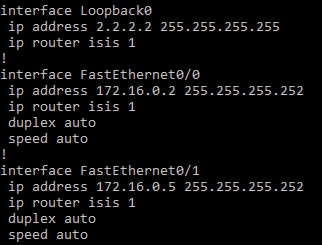 interface Loopback0
 ip address 2.2.2.2 255.255.255.255
 ip router isis 1
!
interface FastEthernet0/0
 ip address 172.16.0.2 255.255.255.252
 ip router isis 1
 duplex auto
 speed auto
!
interface FastEthernet0/1
 ip address 172.16.0.5 255.255.255.252
 ip router isis 1
 duplex auto
 speed auto